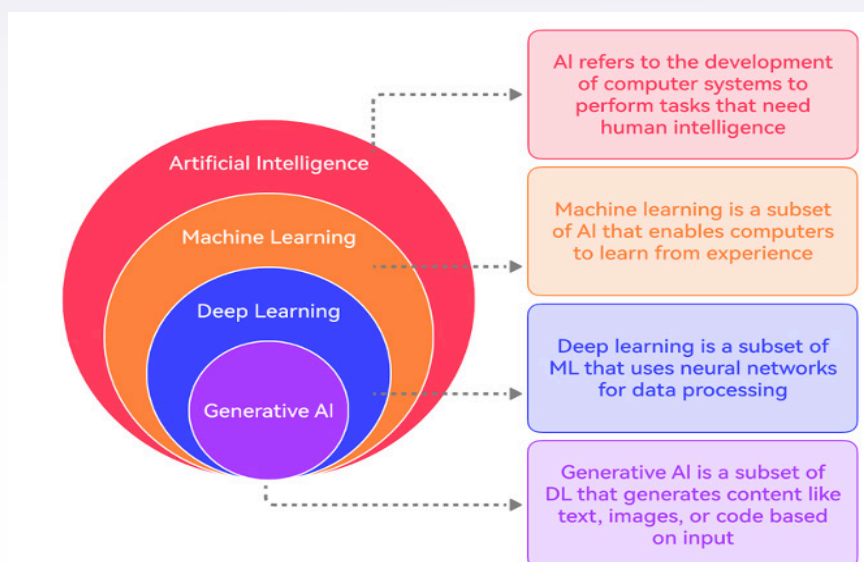 Artificial Intelligence
Machine Learning
Deep Learning
Generative AI
AI refers to the development
of computer systems to
perform tasks that need
human intelligence
Machine learning is a subset
of AI that enables computers
to learn from experience
Deep learning is a subset of
ML that uses neural networks
for data processing
Generative AI is a subset of
DL that generates content like
text, images, or code based
on input